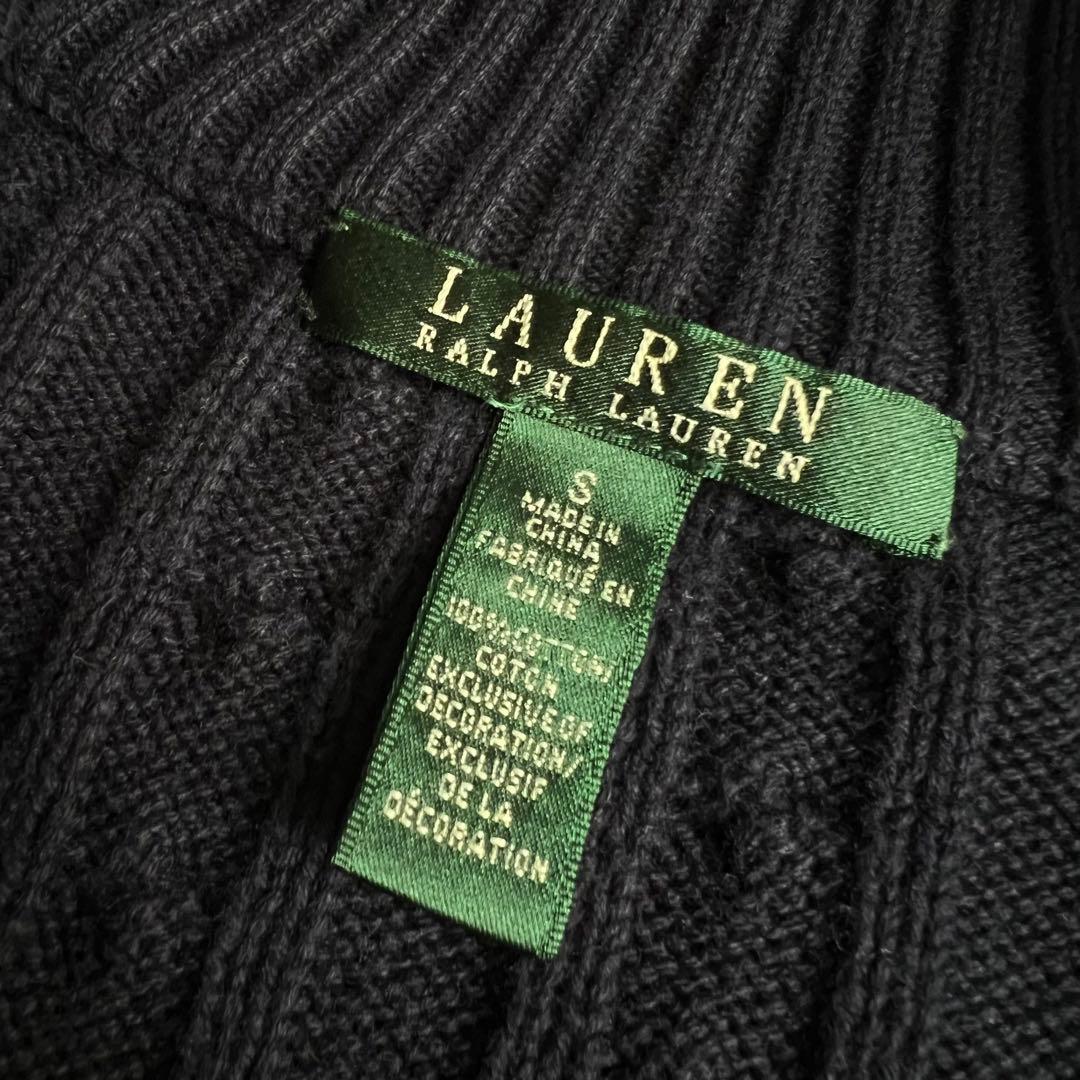 LAUREN
RALPH LAUREN
S
MADE IN
CHINA
FABRIQUÉ EN
CHINE
100% COTTON/
COTON
EXCLUSIVE OF
DECORATION/
EXCLUSIF
DE LA
DÉCORATION